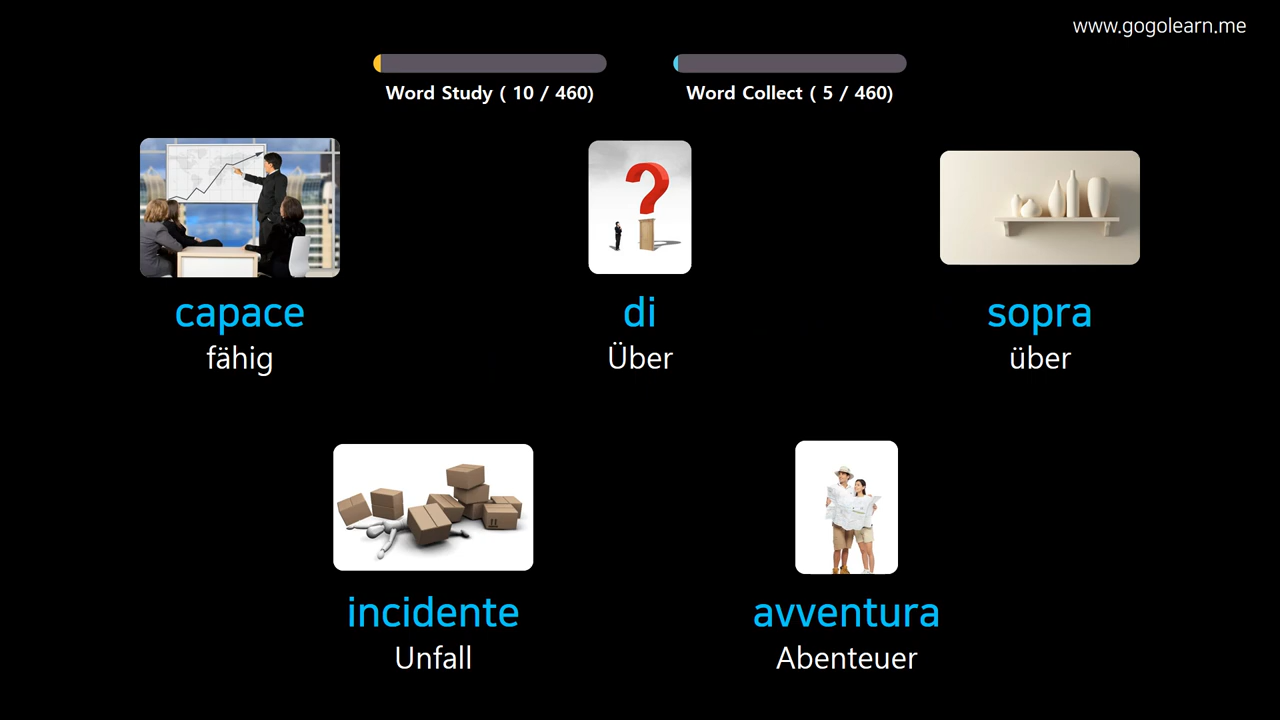 www.gogolearn.me
Word Study ( 10 / 460)
Word Collect ( 5 / 460)
capace
fähig
di
Über
sopra
über
incidente
Unfall
avventura
Abenteuer